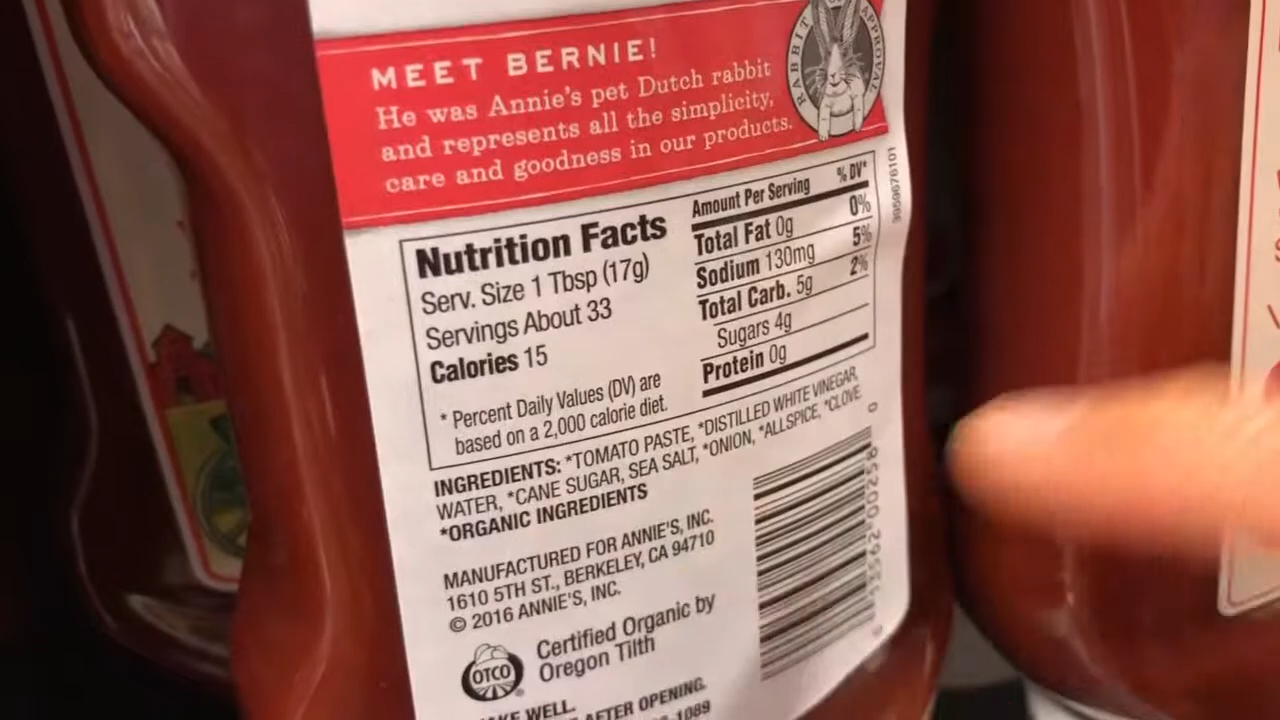 MEET BERNIE!
He was Annie's pet Dutch rabbit
and represents all the simplicity,
care and goodness in our products.
RABBIT OF APPROVAL
Nutrition Facts
Serv. Size 1 Tbsp (17g)
Servings About 33
Calories 15
* Percent Daily Values (DV) are
based on a 2,000 calorie diet.
Amount Per Serving % DV*
Total Fat 0g 0%
Sodium 130mg 5%
Total Carb. 5g 2%
Sugars 4g
Protein 0g
INGREDIENTS: *TOMATO PASTE, *DISTILLED WHITE VINEGAR,
WATER, *CANE SUGAR, SEA SALT, *ONION, *ALLSPICE, *CLOVE.
*ORGANIC INGREDIENTS
MANUFACTURED FOR ANNIE'S, INC.
1610 5TH ST., BERKELEY, CA 94710
© 2016 ANNIE'S, INC.
OTCO
Certified Organic by
Oregon Tilth
WELL.
AFTER OPENING.
1089